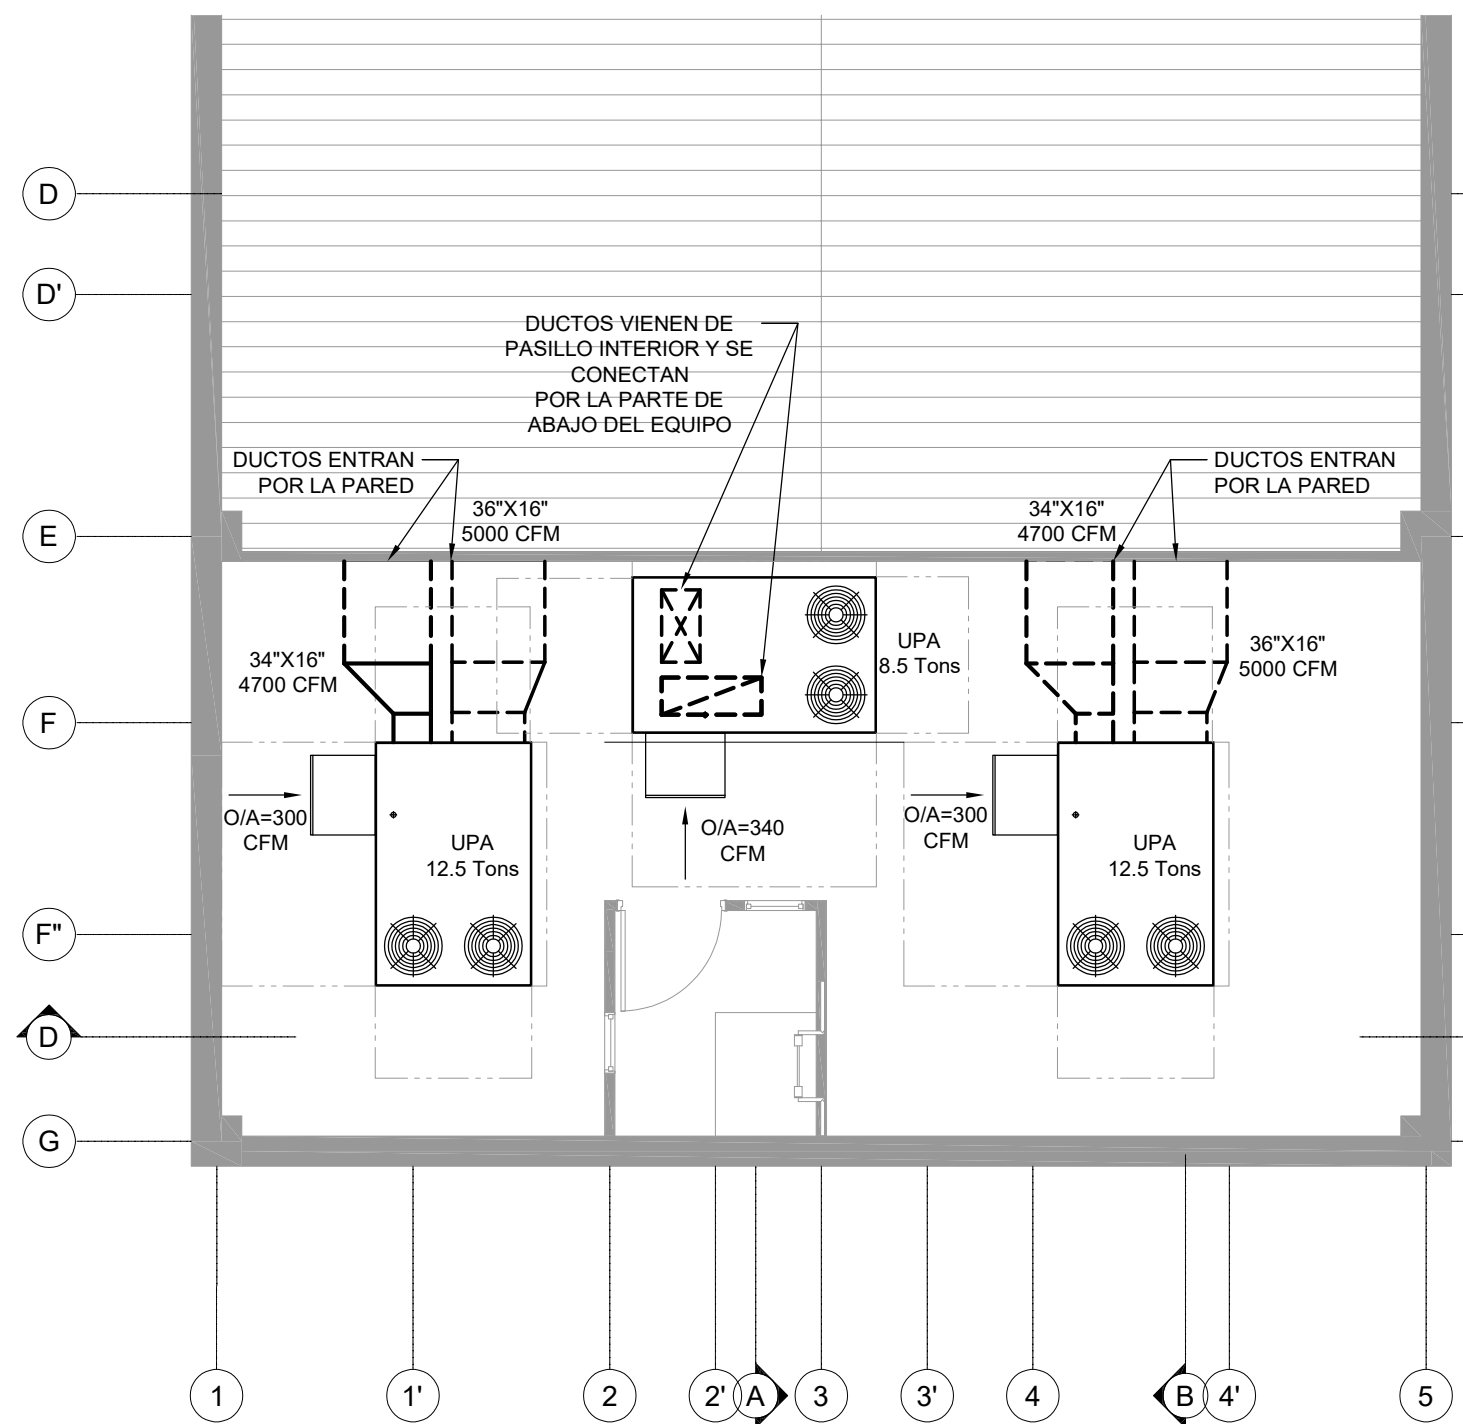 D
D'
DUCTOS VIENEN DE
PASILLO INTERIOR Y SE
CONECTAN
POR LA PARTE DE
ABAJO DEL EQUIPO
DUCTOS ENTRAN
POR LA PARED
DUCTOS ENTRAN
POR LA PARED
36"X16"
5000 CFM
34"X16"
4700 CFM
E
34"X16"
4700 CFM
UPA
8.5 Tons
36"X16"
5000 CFM
F
O/A=300
CFM
O/A=340
CFM
O/A=300
CFM
UPA
12.5 Tons
UPA
12.5 Tons
F"
D
G
1
1'
2
2'
A
3
3'
4
B
4'
5